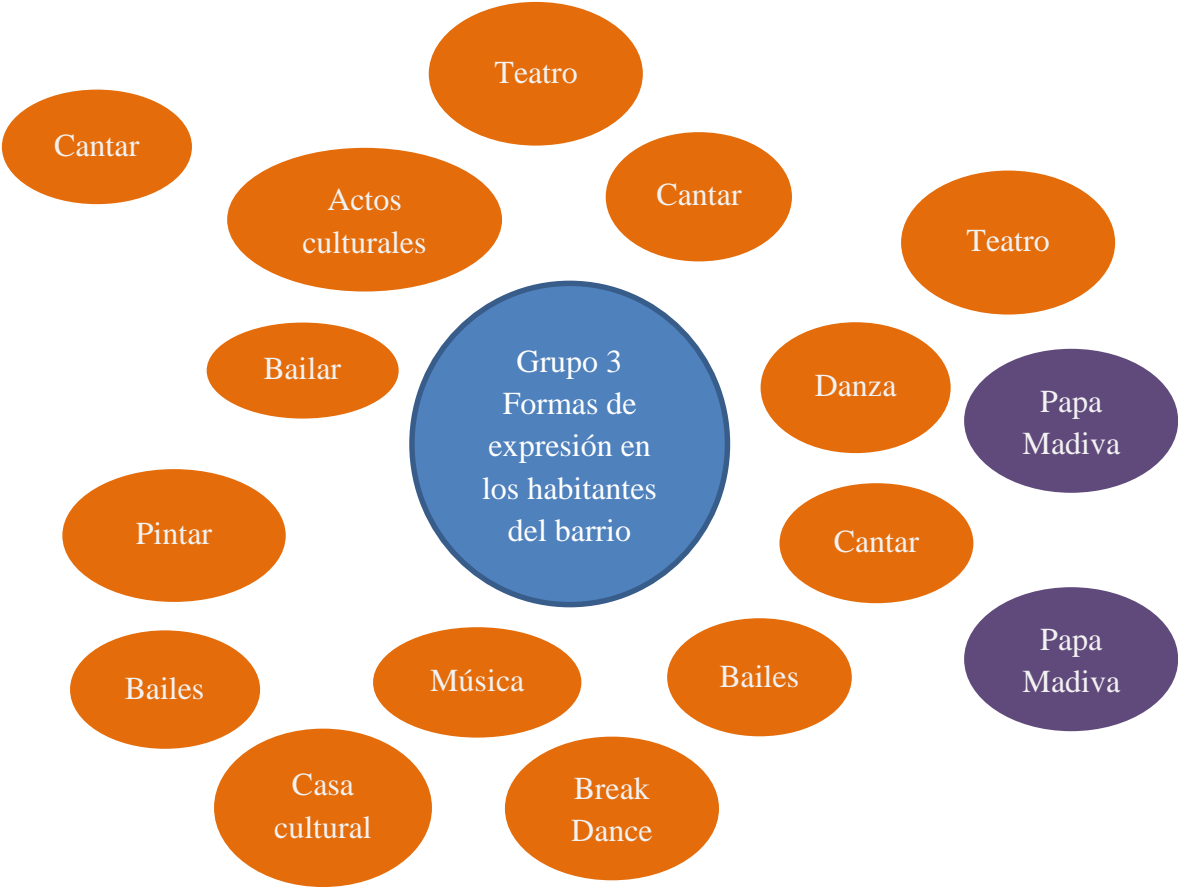 Teatro
Cantar
Actos
culturales
Cantar
Teatro
Bailar
Grupo 3
Formas de
expresión en
los habitantes
del barrio
Danza
Papa
Madiva
Pintar
Cantar
Bailes
Música
Bailes
Papa
Madiva
Casa
cultural
Break
Dance